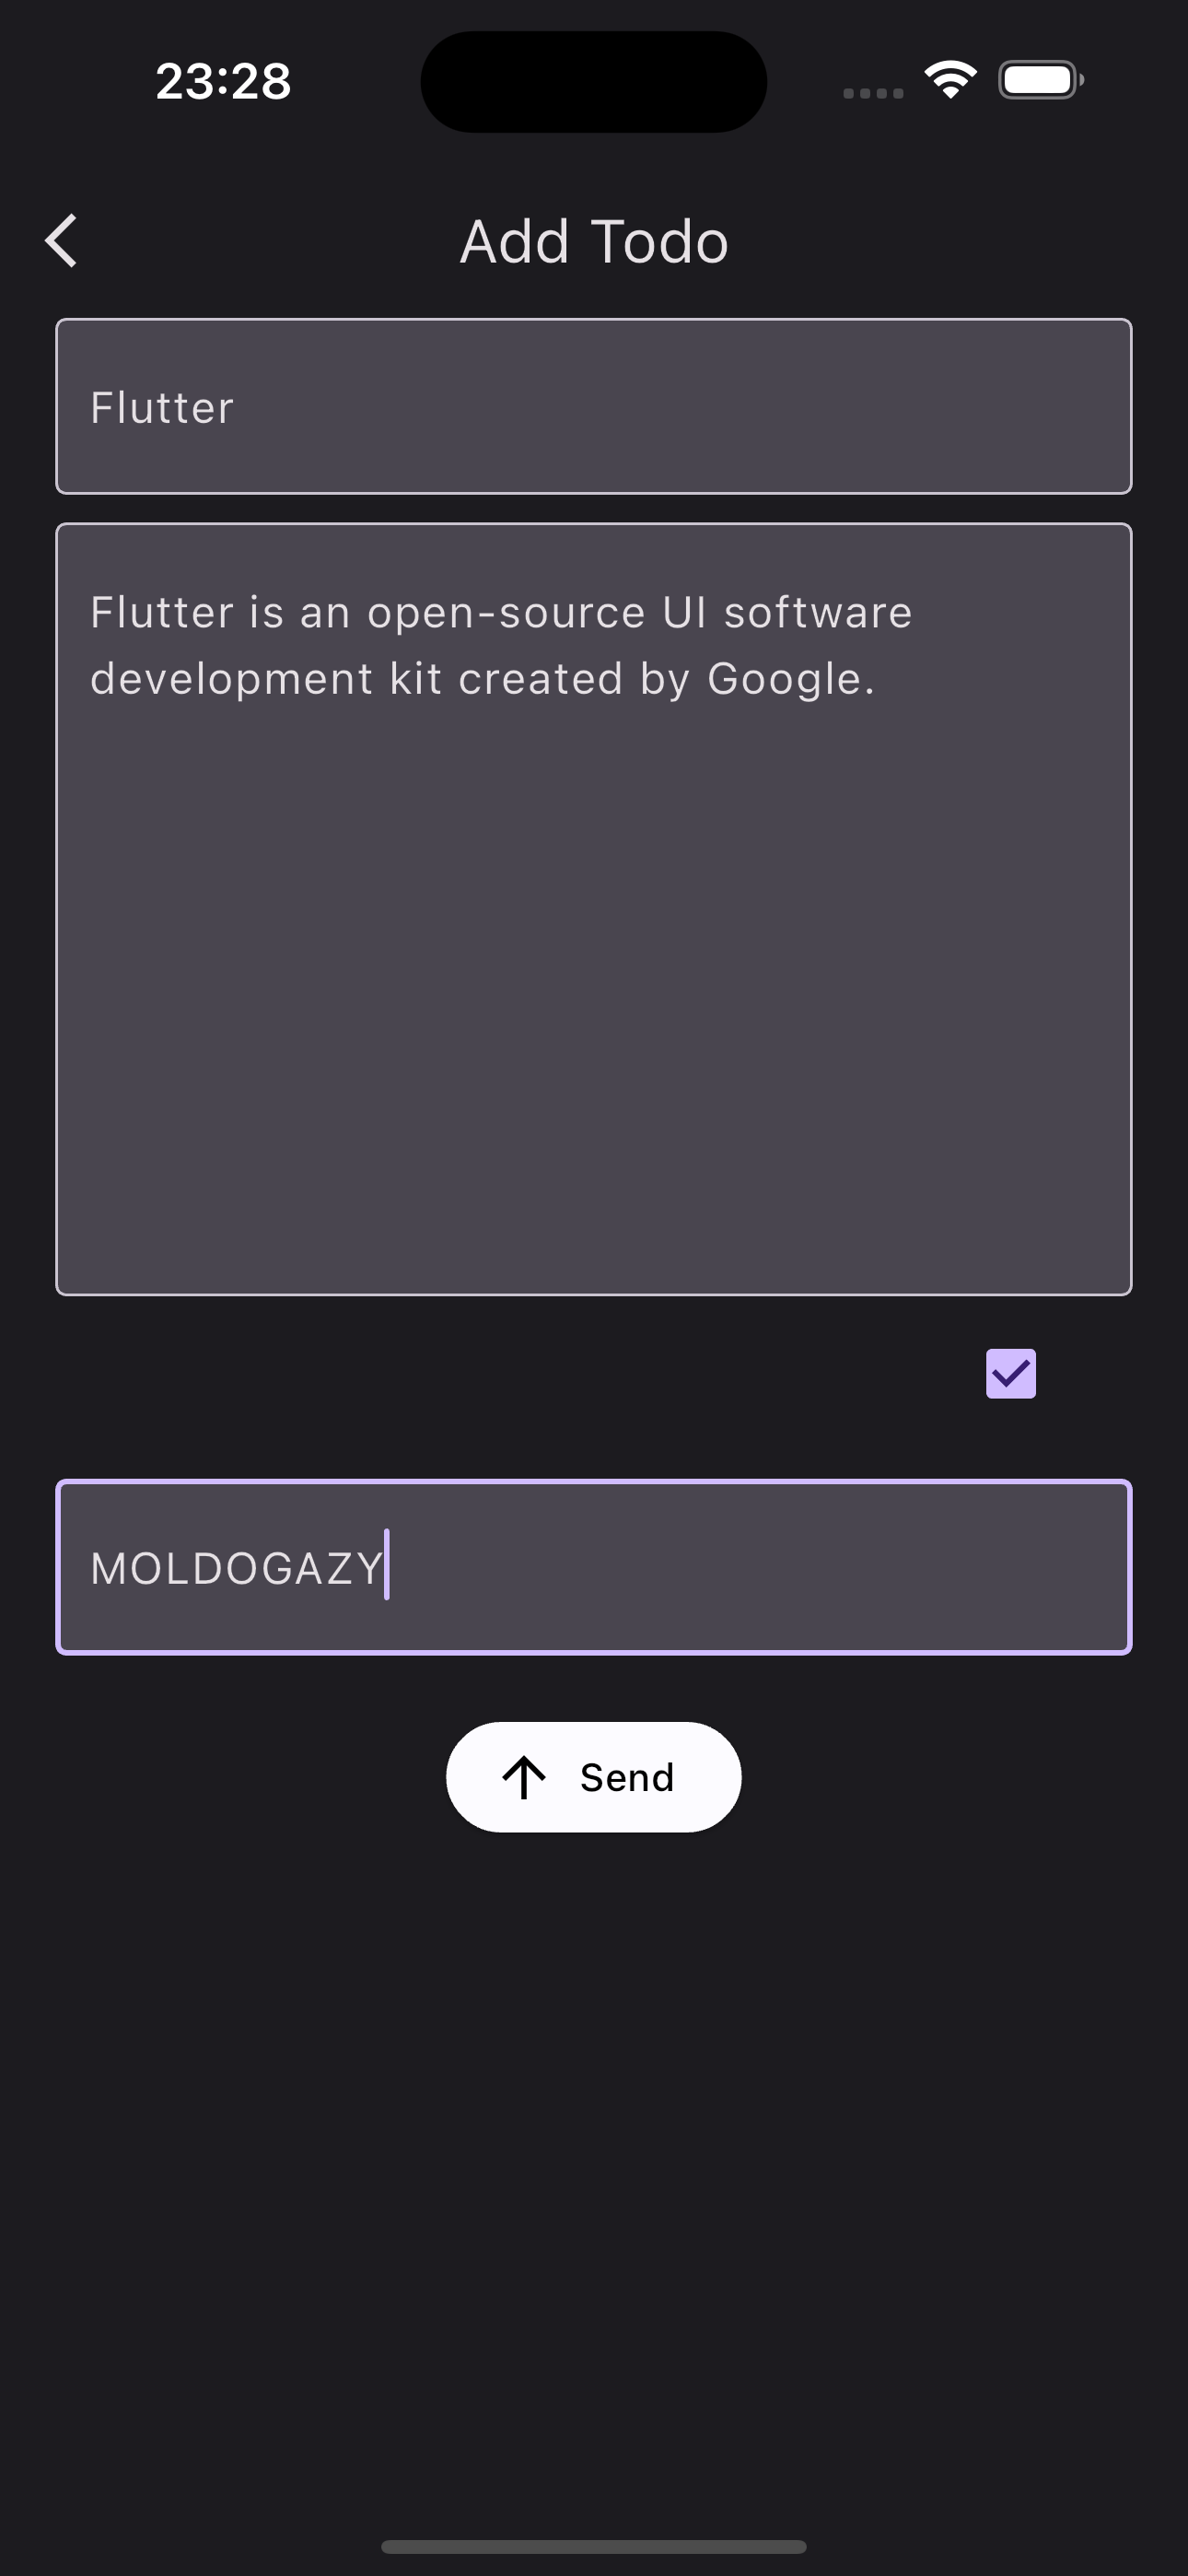 23:28
Add Todo
Flutter
Flutter is an open-source UI software
development kit created by Google.
MOLDOGAZY
Send